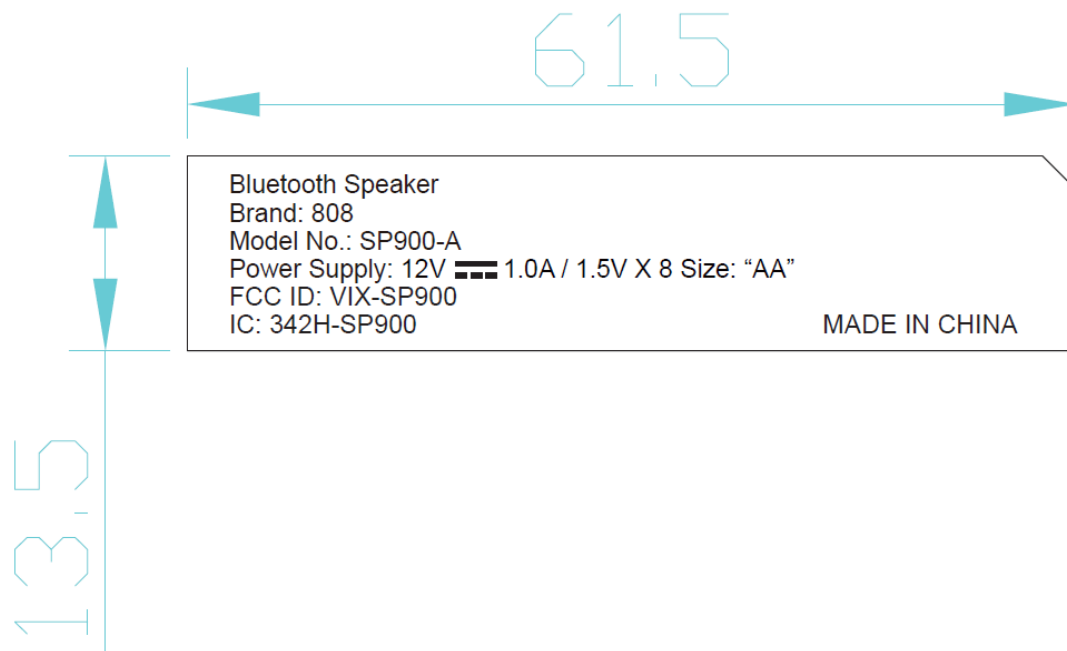 61.5
Bluetooth Speaker
Brand: 808
Model No.: SP900-A
Power Supply: 12V ⎓ 1.0A / 1.5V X 8 Size: “AA”
FCC ID: VIX-SP900
IC: 342H-SP900
MADE IN CHINA
13.5